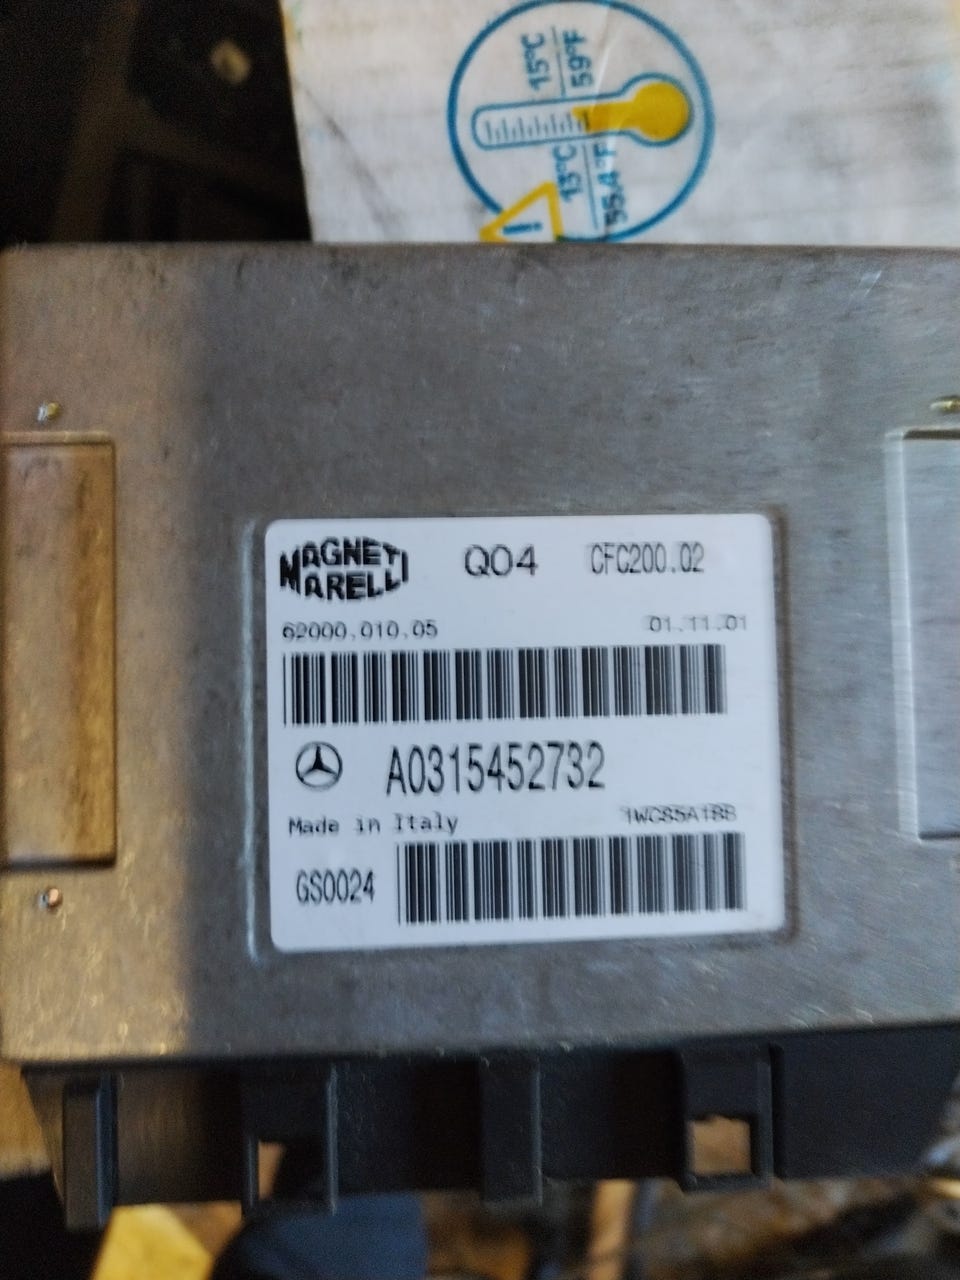 15°C
59°F
13°C
55.4°F
MAGNETI MARELLI
Q04 CFC200.02
62000.010.05 01.11.01
A0315452732
Made in Italy 1WC85A1BB
GS0024